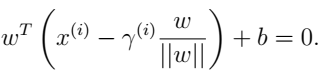 $w^T \left( x^{(i)} - \gamma^{(i)} \frac{w}{||w||} \right) + b = 0.$